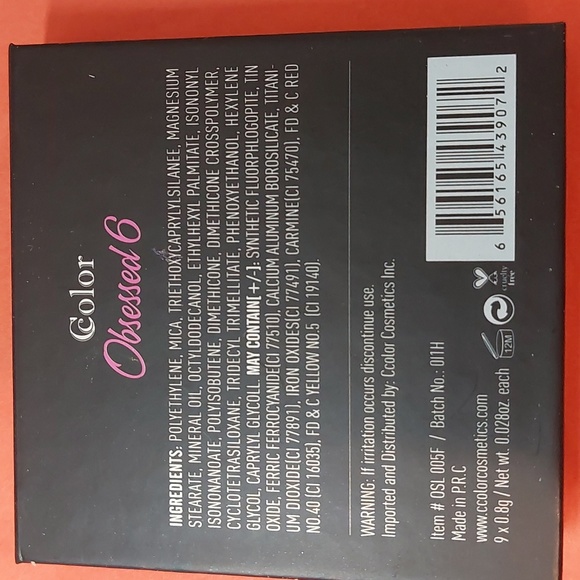 Ccolor
Obsessed 6
INGREDIENTS: POLYETHYLENE, MICA, TRIETHOXYCAPRYLYLSILANEE, MAGNESIUM
STEARATE, MINERAL OIL, OCTYLDODECANOL, ETHYLHEXYL PALMITATE, ISONONYL
ISONONANOATE, POLYISOBUTENE, DIMETHICONE, DIMETHICONE CROSSPOLYMER,
CYCLOTETRASILOXANE, TRIDECYL TRIMELLITATE, PHENOXYETHANOL, HEXYLENE
GLYCOL, CAPRYLYL GLYCOLL. MAY CONTAIN[+/-]: SYNTHETIC FLUORPHLOGOPITE, TIN
OXIDE, FERRIC FERROCYANIDE(CI 77510), CALCIUM ALUMINUM BOROSILICATE, TITANI-
UM DIOXIDE(CI 77891), IRON OXIDES(CI 77491), CARMINE(CI 75470), FD & C RED
NO.40 (CI 16035), FD & C YELLOW NO.5 (CI 19140).
WARNING: If irritation occurs discontinue use.
Imported and Distributed by: Ccolor Cosmetics Inc.
Item # OSL 005F / Batch No.: 0I1H
Made in P.R.C
www.ccolorcosmetics.com
9 x 0.8g / Net wt. 0.028oz. each
12M
cruelty
free
6 56165 43907 2